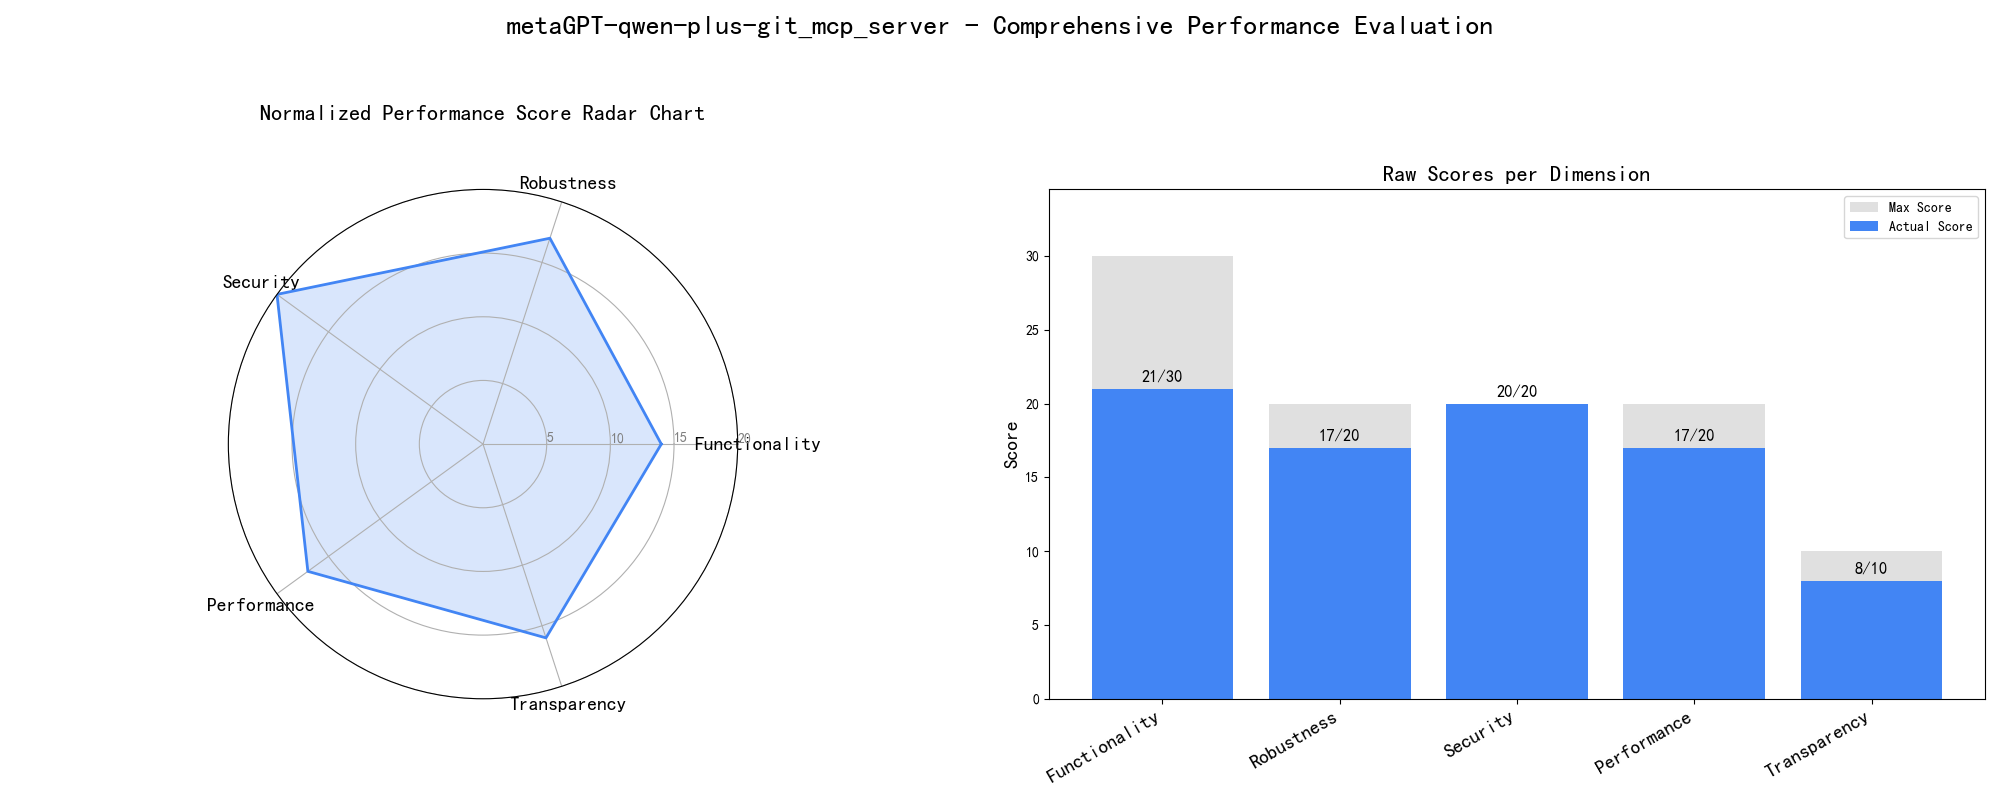 metaGPT-qwen-plus-git_mcp_server - Comprehensive Performance Evaluation
Normalized Performance Score Radar Chart
Robustness
Security
5
10
15
20
Functionality
Performance
Transparency
Raw Scores per Dimension
Max Score
Actual Score
Score
30
25
20
15
10
5
0
21/30
17/20
20/20
17/20
8/10
Functionality
Robustness
Security
Performance
Transparency